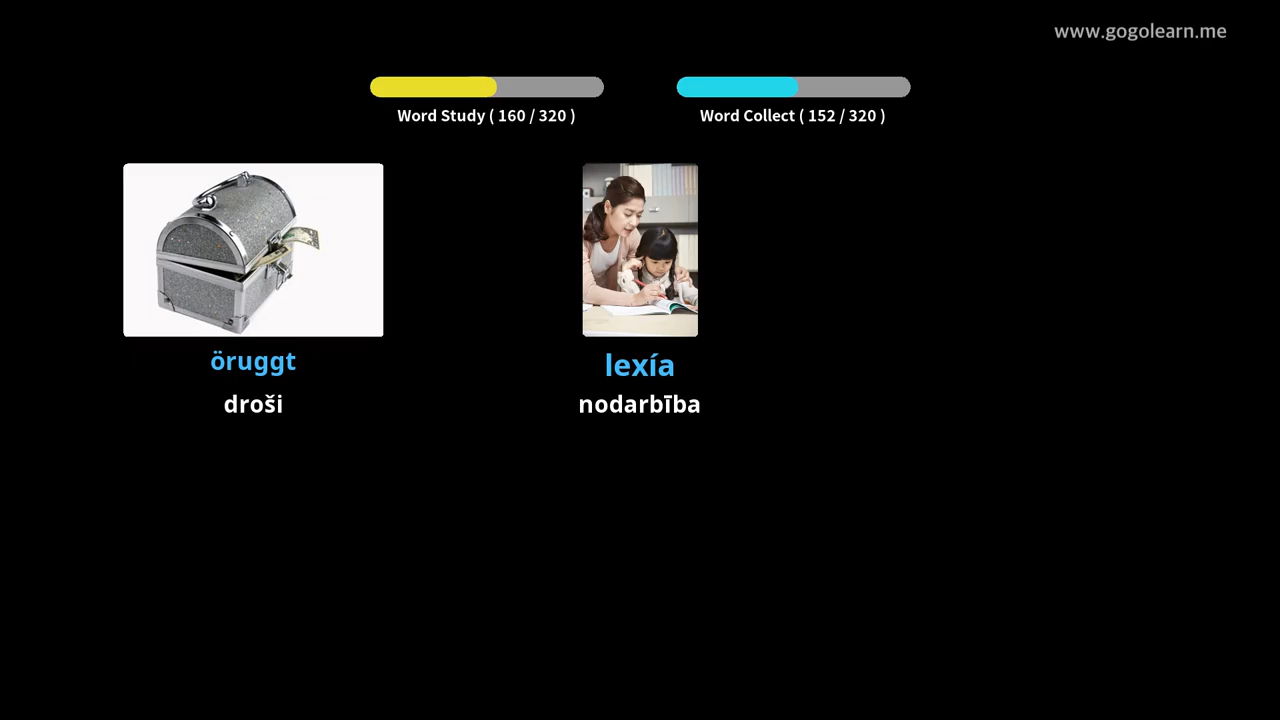 www.gogolearn.me
Word Study ( 160 / 320 )
Word Collect ( 152 / 320 )
öruggt
lexía
droši
nodarbība